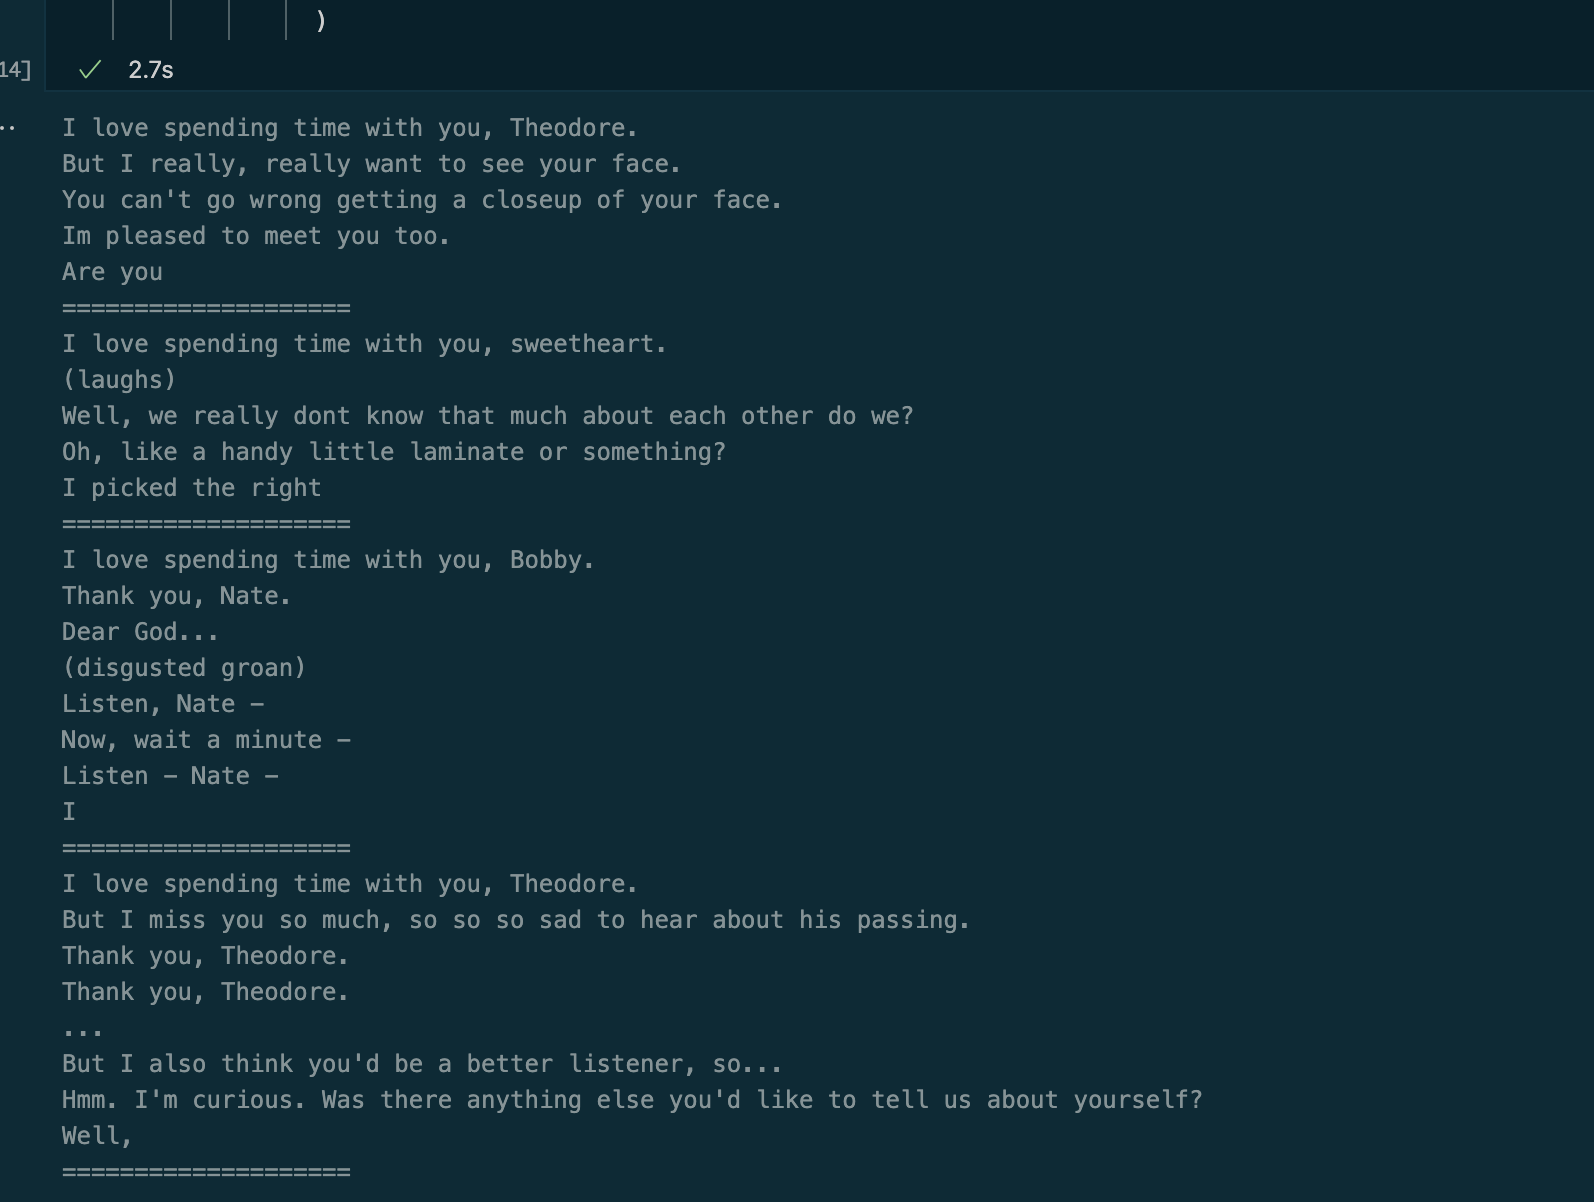 )
14]
2.7s
..
I love spending time with you, Theodore.
But I really, really want to see your face.
You can't go wrong getting a closeup of your face.
Im pleased to meet you too.
Are you
====================
I love spending time with you, sweetheart.
(laughs)
Well, we really dont know that much about each other do we?
Oh, like a handy little laminate or something?
I picked the right
====================
I love spending time with you, Bobby.
Thank you, Nate.
Dear God...
(disgusted groan)
Listen, Nate –
Now, wait a minute –
Listen – Nate –
I
====================
I love spending time with you, Theodore.
But I miss you so much, so so so sad to hear about his passing.
Thank you, Theodore.
Thank you, Theodore.
...
But I also think you'd be a better listener, so...
Hmm. I'm curious. Was there anything else you'd like to tell us about yourself?
Well,
====================